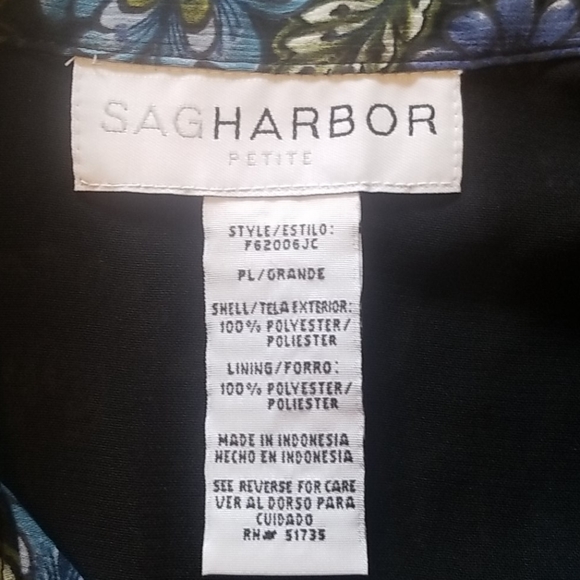 SAGHARBOR
PETITE
STYLE/ESTILO:
F62006JC
PL/GRANDE
SHELL/TELA EXTERIOR:
100% POLYESTER/
POLIESTER
LINING/FORRO:
100% POLYESTER/
POLIESTER
MADE IN INDONESIA
HECHO EN INDONESIA
SEE REVERSE FOR CARE
VER AL DORSO PARA
CUIDADO
RN# 51735